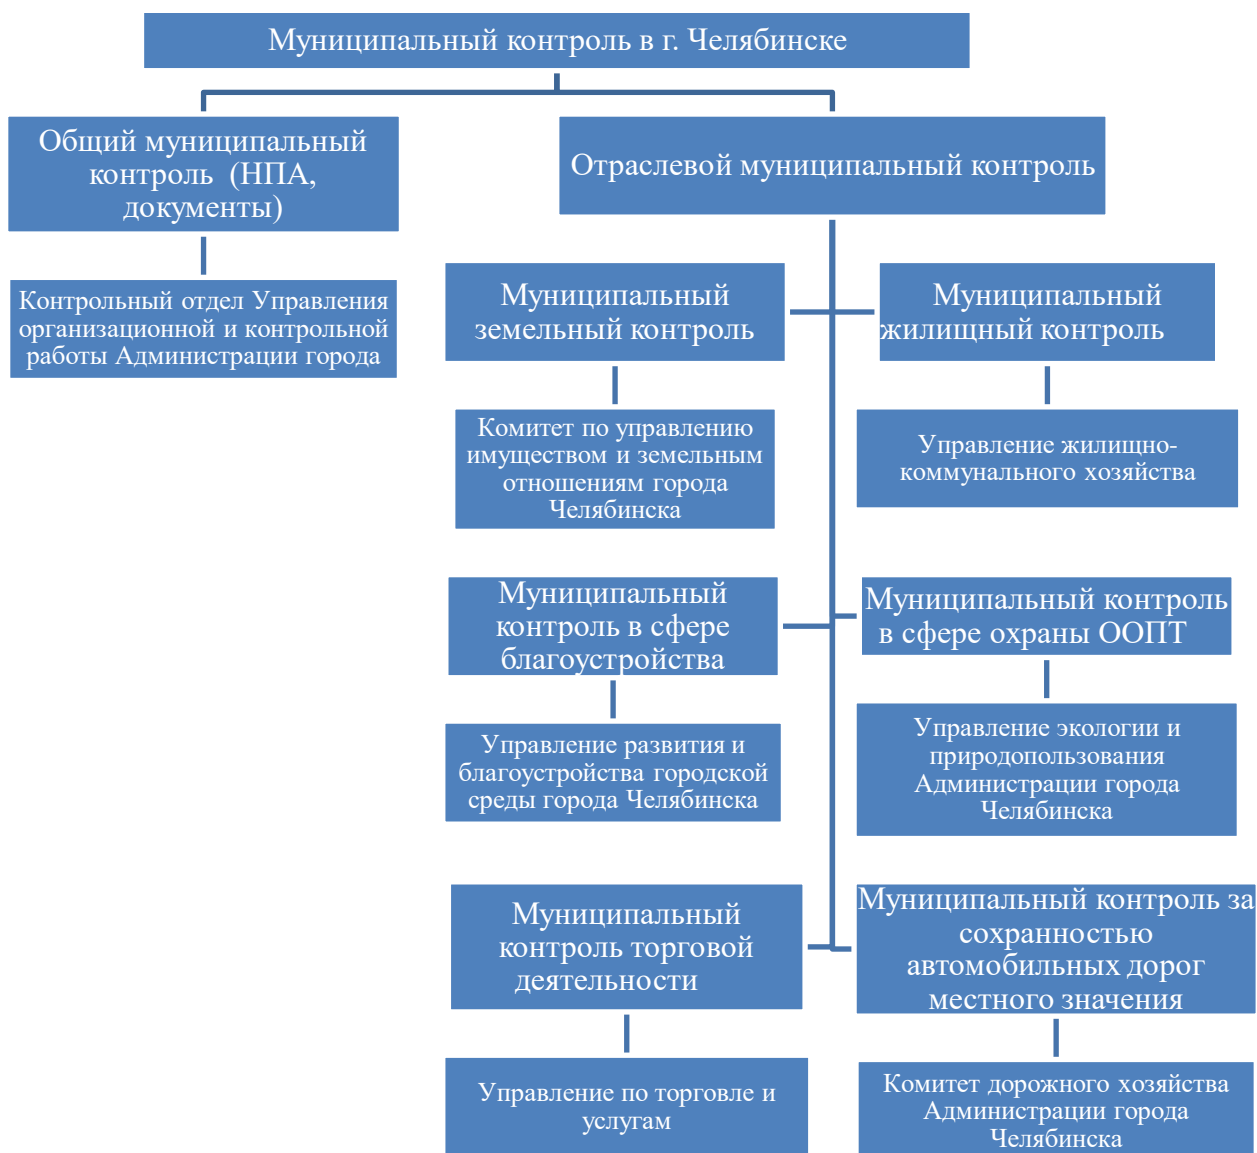 Муниципальный контроль в г. Челябинске
Общий муниципальный
контроль (НПА,
документы)
Отраслевой муниципальный контроль
Контрольный отдел Управления
организационной и контрольной
работы Администрации города
Муниципальный
земельный контроль
Муниципальный
жилищный контроль
Комитет по управлению
имуществом и земельным
отношениям города
Челябинска
Управление жилищно-
коммунального хозяйства
Муниципальный
контроль в сфере
благоустройства
Муниципальный контроль
в сфере охраны ООПТ
Управление развития и
благоустройства городской
среды города Челябинска
Управление экологии и
природопользования
Администрации города
Челябинска
Муниципальный
контроль торговой
деятельности
Муниципальный контроль за
сохранностью
автомобильных дорог
местного значения
Управление по торговле и
услугам
Комитет дорожного хозяйства
Администрации города
Челябинска